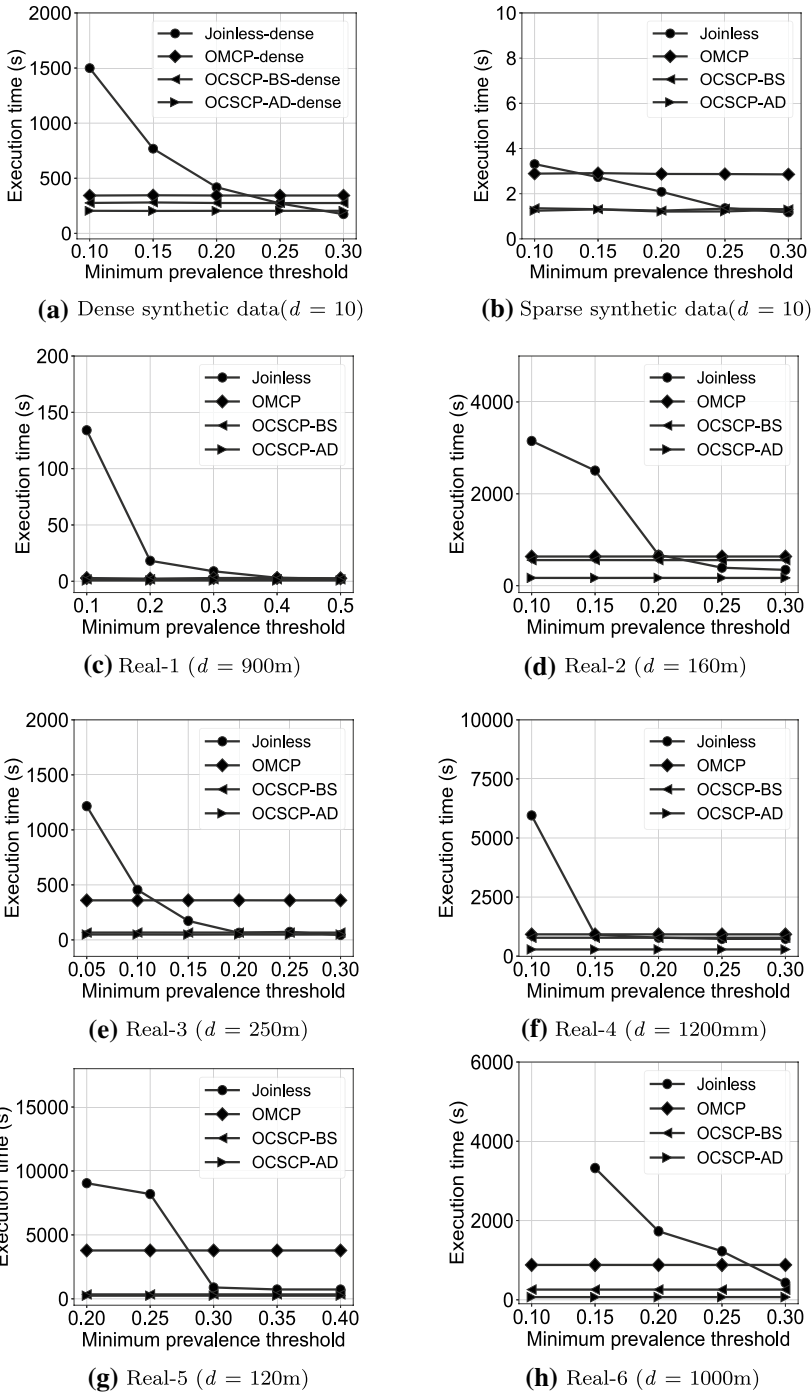 2000
1500
1000
500
0
Execution time (s)
Joinless-dense
OMCP-dense
OCSCP-BS-dense
OCSCP-AD-dense
0.10 0.15 0.20 0.25 0.30
Minimum prevalence threshold
(a) Dense synthetic data(d = 10)
10
8
6
4
2
0
Execution time (s)
Joinless
OMCP
OCSCP-BS
OCSCP-AD
0.10 0.15 0.20 0.25 0.30
Minimum prevalence threshold
(b) Sparse synthetic data(d = 10)
200
150
100
50
0
Execution time (s)
Joinless
OMCP
OCSCP-BS
OCSCP-AD
0.1 0.2 0.3 0.4 0.5
Minimum prevalence threshold
(c) Real-1 (d = 900m)
4000
2000
0
Execution time (s)
Joinless
OMCP
OCSCP-BS
OCSCP-AD
0.10 0.15 0.20 0.25 0.30
Minimum prevalence threshold
(d) Real-2 (d = 160m)
2000
1500
1000
500
0
Execution time (s)
Joinless
OMCP
OCSCP-BS
OCSCP-AD
0.05 0.10 0.15 0.20 0.25 0.30
Minimum prevalence threshold
(e) Real-3 (d = 250m)
10000
7500
5000
2500
0
Execution time (s)
Joinless
OMCP
OCSCP-BS
OCSCP-AD
0.10 0.15 0.20 0.25 0.30
Minimum prevalence threshold
(f) Real-4 (d = 1200mm)
15000
10000
5000
0
Execution time (s)
Joinless
OMCP
OCSCP-BS
OCSCP-AD
0.20 0.25 0.30 0.35 0.40
Minimum prevalence threshold
(g) Real-5 (d = 120m)
6000
4000
2000
0
Execution time (s)
Joinless
OMCP
OCSCP-BS
OCSCP-AD
0.10 0.15 0.20 0.25 0.30
Minimum prevalence threshold
(h) Real-6 (d = 1000m)